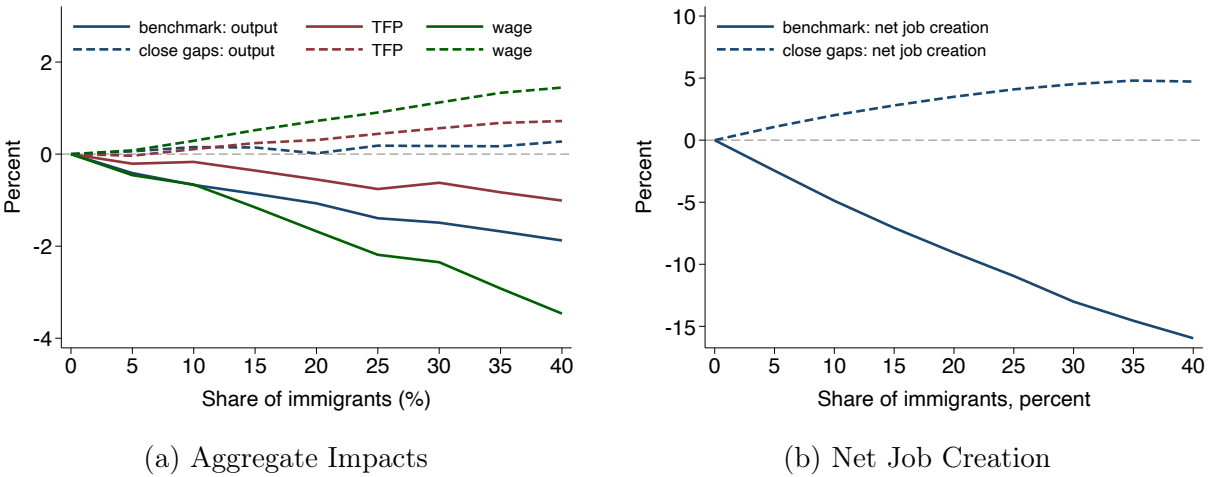 benchmark: output TFP wage
close gaps: output TFP wage
2
0
-2
-4
Percent
0 5 10 15 20 25 30 35 40
Share of immigrants (%)
(a) Aggregate Impacts
benchmark: net job creation
close gaps: net job creation
10
5
0
-5
-10
-15
Percent
0 5 10 15 20 25 30 35 40
Share of immigrants, percent
(b) Net Job Creation